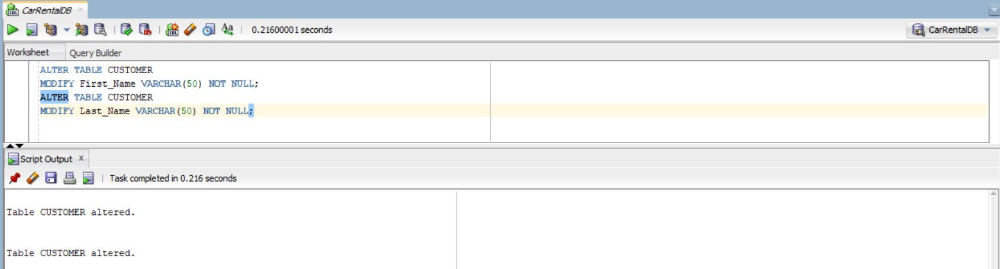 CarRentalDB
0.21600001 seconds
CarRentalDB
Worksheet Query Builder
ALTER TABLE CUSTOMER
MODIFY First_Name VARCHAR(50) NOT NULL;
ALTER TABLE CUSTOMER
MODIFY Last_Name VARCHAR(50) NOT NULL;
Script Output x
Task completed in 0.216 seconds
Table CUSTOMER altered.
Table CUSTOMER altered.